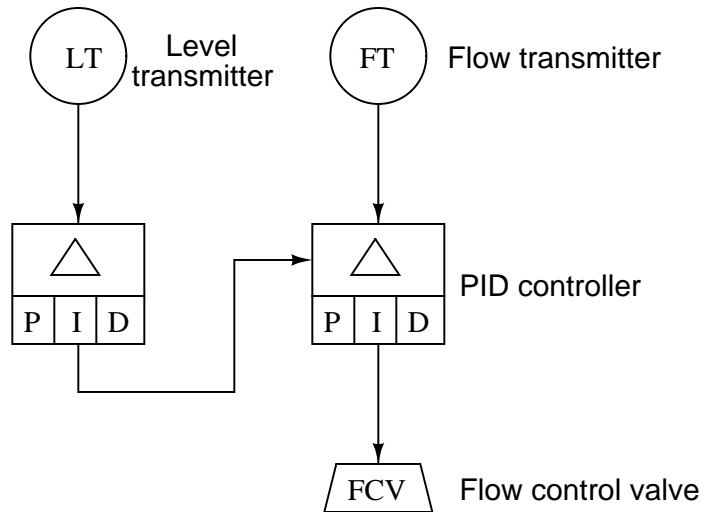 LT
Level
transmitter
FT
Flow transmitter
P I D
P I D
PID controller
FCV
Flow control valve